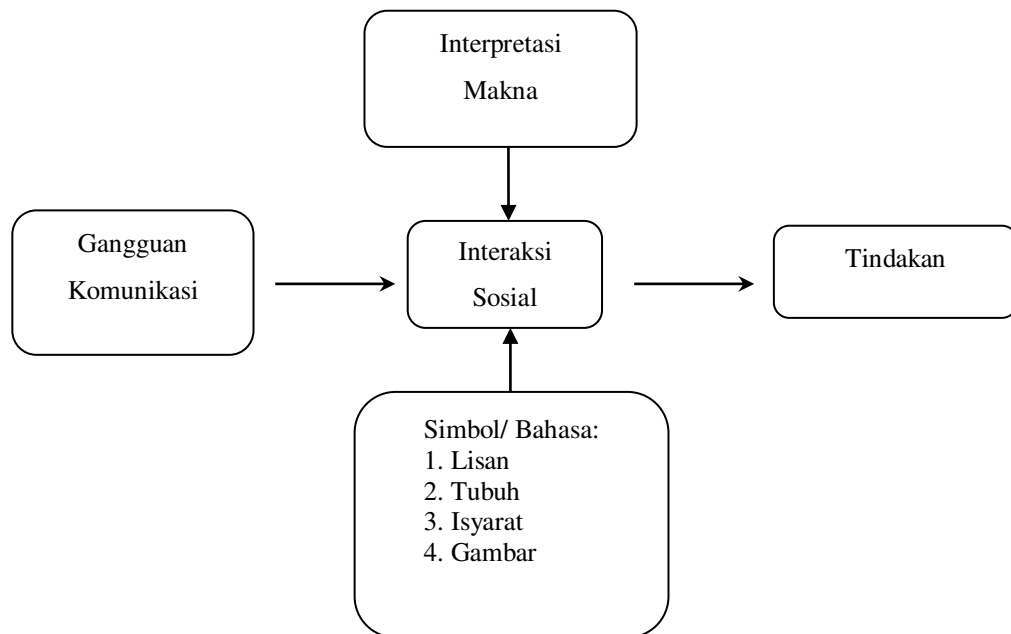 Interpretasi
Makna
Gangguan
Komunikasi
Interaksi
Sosial
Tindakan
Simbol/ Bahasa:
1. Lisan
2. Tubuh
3. Isyarat
4. Gambar